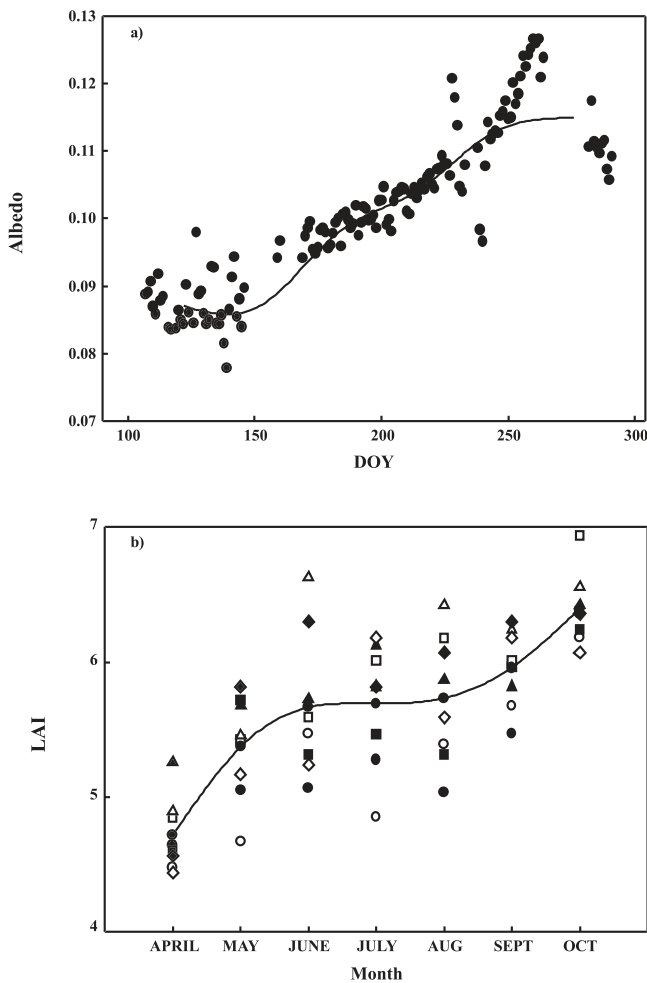 0.13
a)
0.12
0.11
Albedo
0.10
0.09
0.08
0.07
100
150
200
250
300
DOY
7
b)
6
LAI
5
4
APRIL
MAY
JUNE
JULY
AUG
SEPT
OCT
Month